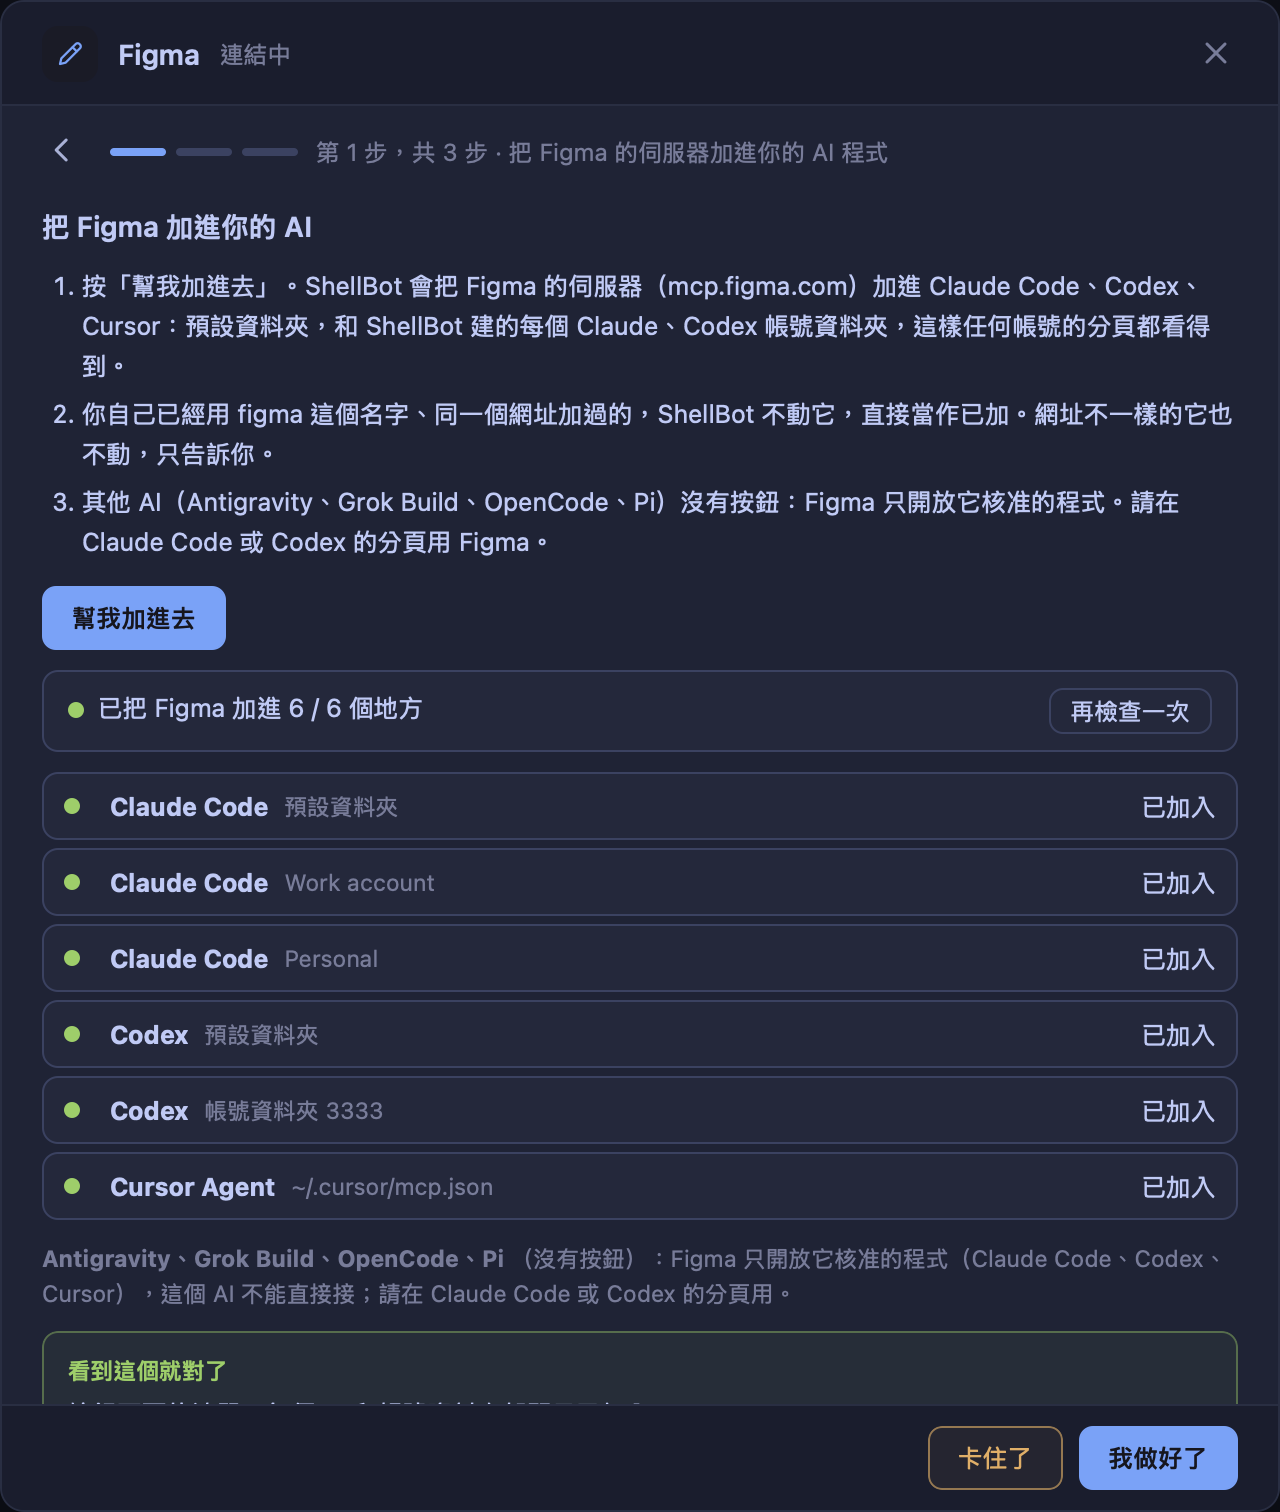 Figma 連結中
第 1 步，共 3 步 · 把 Figma 的伺服器加進你的 AI 程式
把 Figma 加進你的 AI
1. 按「幫我加進去」。ShellBot 會把 Figma 的伺服器（mcp.figma.com）加進 Claude Code、Codex、
Cursor：預設資料夾，和 ShellBot 建的每個 Claude、Codex 帳號資料夾，這樣任何帳號的分頁都看得
到。
2. 你自己已經用 figma 這個名字、同一個網址加過的，ShellBot 不動它，直接當作已加。網址不一樣的它也
不動，只告訴你。
3. 其他 AI（Antigravity、Grok Build、OpenCode、Pi）沒有按鈕：Figma 只開放它核准的程式。請在
Claude Code 或 Codex 的分頁用 Figma。
幫我加進去
已把 Figma 加進 6 / 6 個地方 再檢查一次
Claude Code 預設資料夾 已加入
Claude Code Work account 已加入
Claude Code Personal 已加入
Codex 預設資料夾 已加入
Codex 帳號資料夾 3333 已加入
Cursor Agent ~/.cursor/mcp.json 已加入
Antigravity、Grok Build、OpenCode、Pi （沒有按鈕）：Figma 只開放它核准的程式（Claude Code、Codex、
Cursor），這個 AI 不能直接接；請在 Claude Code 或 Codex 的分頁用。
看到這個就對了
卡住了 我做好了